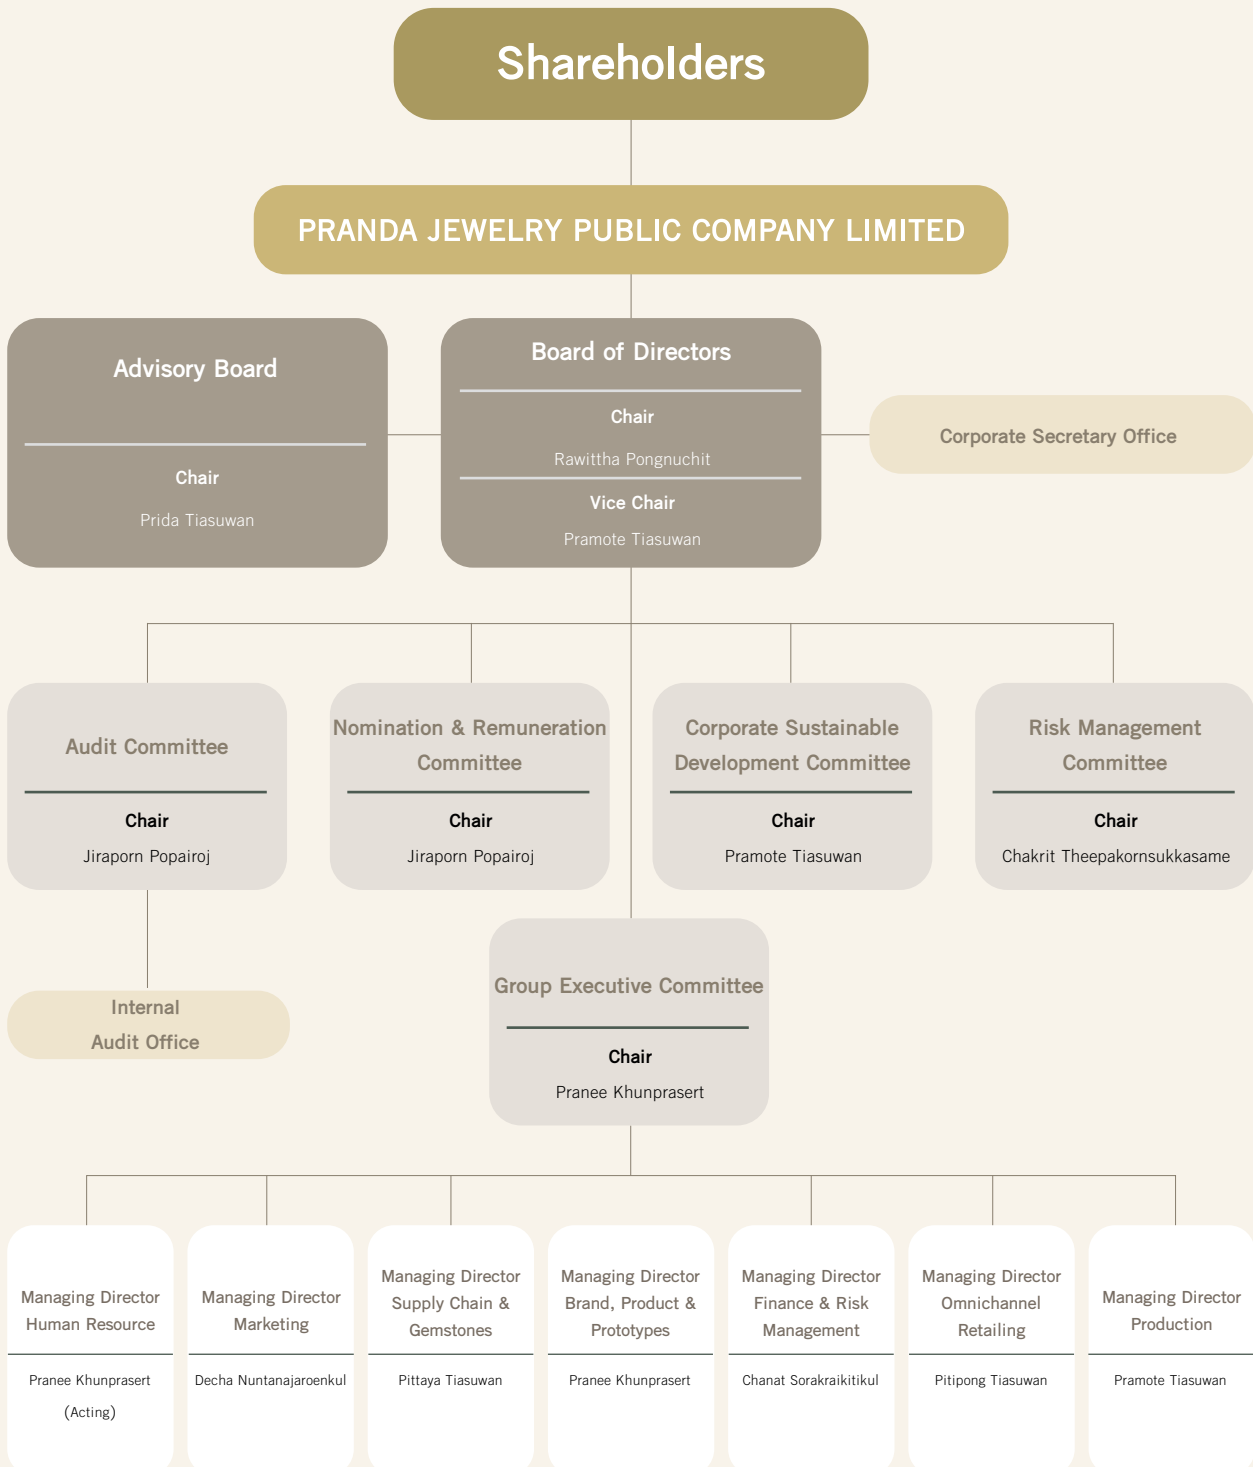 Shareholders
PRANDA JEWELRY PUBLIC COMPANY LIMITED
Advisory Board
Chair
Prida Tiasuwan
Board of Directors
Chair
Rawittha Pongnuchit
Vice Chair
Pramote Tiasuwan
Corporate Secretary Office
Audit Committee
Chair
Jiraporn Popairoj
Nomination & Remuneration
Committee
Chair
Jiraporn Popairoj
Corporate Sustainable
Development Committee
Chair
Pramote Tiasuwan
Risk Management
Committee
Chair
Chakrit Theepakornsukkasame
Internal
Audit Office
Group Executive Committee
Chair
Pranee Khunprasert
Managing Director
Human Resource
Pranee Khunprasert
(Acting)
Managing Director
Marketing
Decha Nuntanajaroenkul
Managing Director
Supply Chain &
Gemstones
Pittaya Tiasuwan
Managing Director
Brand, Product &
Prototypes
Pranee Khunprasert
Managing Director
Finance & Risk
Management
Chanat Sorakraikitikul
Managing Director
Omnichannel
Retailing
Pitipong Tiasuwan
Managing Director
Production
Pramote Tiasuwan